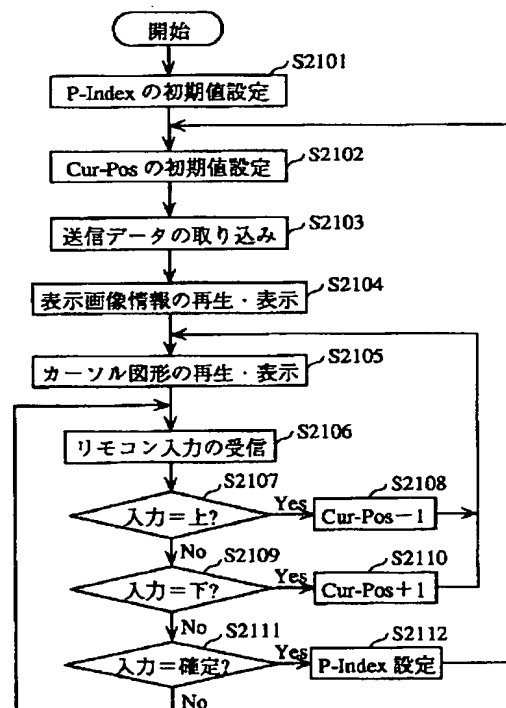 開始
S2101
P-Index の初期値設定
S2102
Cur-Pos の初期値設定
S2103
送信データの取り込み
S2104
表示画像情報の再生・表示
S2105
カーソル図形の再生・表示
S2106
リモコン入力の受信
S2107
入力=上?
Yes
S2108
Cur-Pos-1
No
S2109
入力=下?
Yes
S2110
Cur-Pos+1
No
S2111
入力=確定?
Yes
S2112
P-Index 設定
No